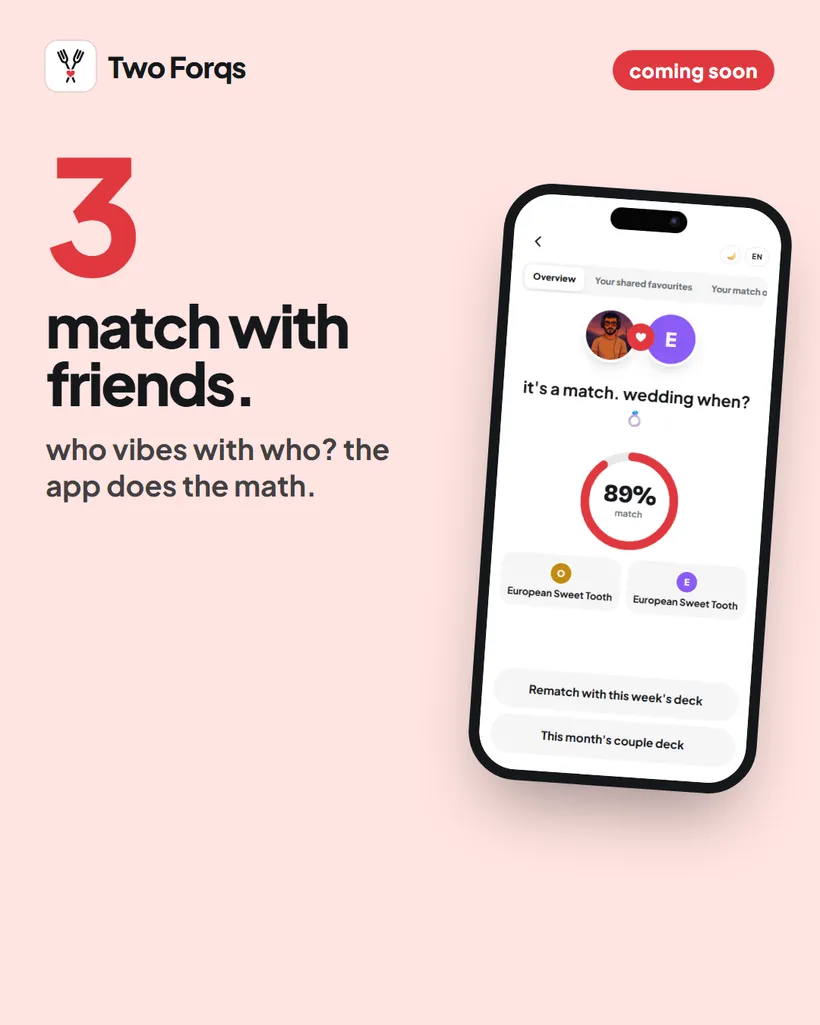 Two Forqs
coming soon
3
match with
friends.
who vibes with who? the
app does the math.
EN
Overview
Your shared favourites
Your match o
E
it's a match. wedding when?
89%
match
O
European Sweet Tooth
E
European Sweet Tooth
Rematch with this week's deck
This month's couple deck